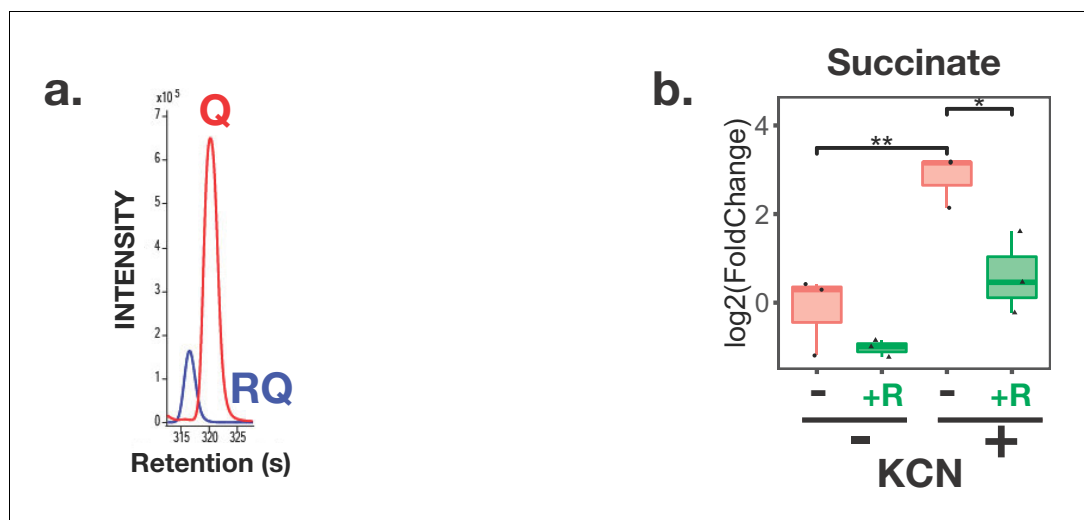 a.
x10 5
Q
7
6
5
4
3
2
1
0
INTENSITY
RQ
315 320 325
Retention (s)
b.
Succinate
log2(FoldChange)
4
2
0
**
*
- +R - +R
- +
KCN